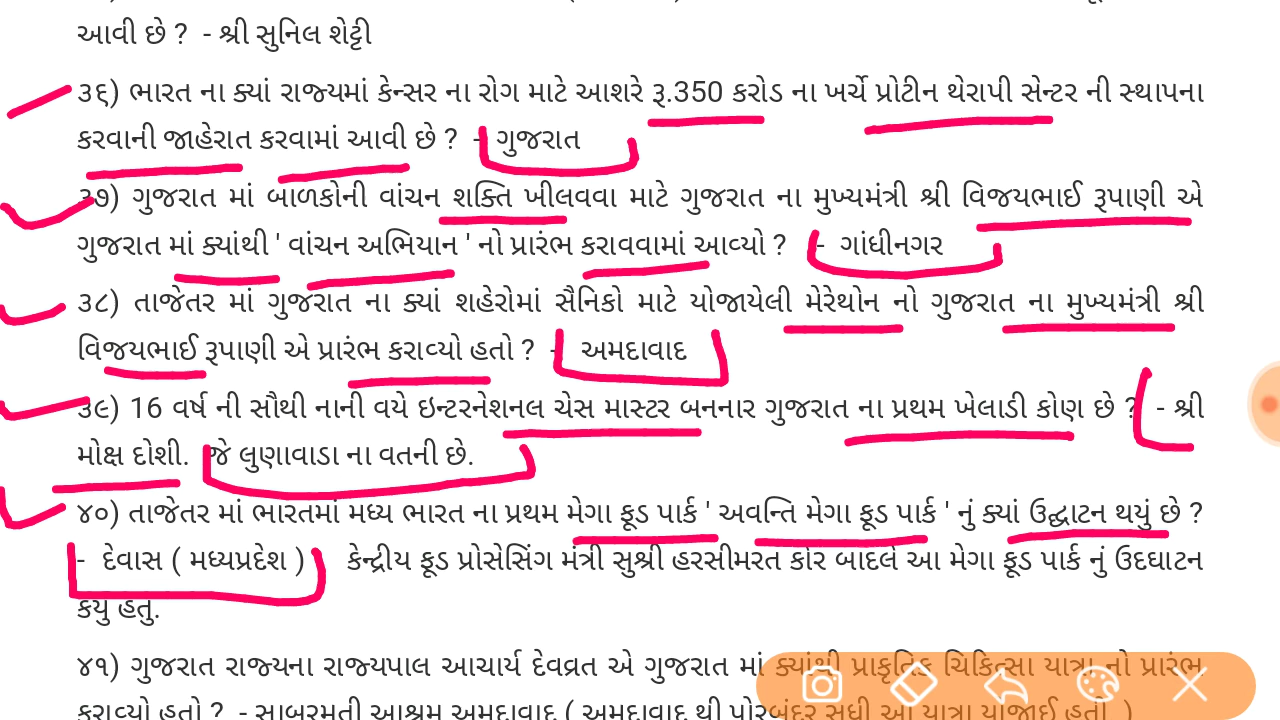 આવી છે ? - શ્રી સુનિલ શેટ્ટી
૩૬) ભારત ના ક્યાં રાજ્યમાં કેન્સર ના રોગ માટે આશરે રૂ.350 કરોડ ના ખર્ચે પ્રોટીન થેરાપી સેન્ટર ની સ્થાપના
કરવાની જાહેરાત કરવામાં આવી છે ? - ગુજરાત
૩૭) ગુજરાત માં બાળકોની વાંચન શક્તિ ખીલવવા માટે ગુજરાત ના મુખ્યમંત્રી શ્રી વિજયભાઈ રૂપાણી એ
ગુજરાત માં ક્યાંથી ' વાંચન અભિયાન ' નો પ્રારંભ કરાવવામાં આવ્યો ? - ગાંધીનગર
૩૮) તાજેતર માં ગુજરાત ના ક્યાં શહેરોમાં સૈનિકો માટે યોજાયેલી મેરેથોન નો ગુજરાત ના મુખ્યમંત્રી શ્રી
વિજયભાઈ રૂપાણી એ પ્રારંભ કરાવ્યો હતો ? - અમદાવાદ
૩૯) 16 વર્ષ ની સૌથી નાની વયે ઇન્ટરનેશનલ ચેસ માસ્ટર બનનાર ગુજરાત ના પ્રથમ ખેલાડી કોણ છે ? - શ્રી
મોક્ષ દોશી. જે લુણાવાડા ના વતની છે.
૪૦) તાજેતર માં ભારતમાં મધ્ય ભારત ના પ્રથમ મેગા ફૂડ પાર્ક ' અવન્તિ મેગા ફૂડ પાર્ક ' નું ક્યાં ઉદ્ઘાટન થયું છે ?
- દેવાસ ( મધ્યપ્રદેશ ) કેન્દ્રીય ફૂડ પ્રોસેસિંગ મંત્રી સુશ્રી હરસીમરત કોર બાદલે આ મેગા ફૂડ પાર્ક નું ઉદઘાટન
કર્યું હતું.
૪૧) ગુજરાત રાજ્યના રાજ્યપાલ આચાર્ય દેવવ્રત એ ગુજરાત માં ક્યાંથી પ્રાકૃતિક ચિકિત્સા યાત્રા નો પ્રારંભ
કરાવ્યો હતો ? - સાબરમતી આશ્રમ અમદાવાદ ( અમદાવાદ થી પોરબંદર સુધી આ યાત્રા યોજાઈ હતી )